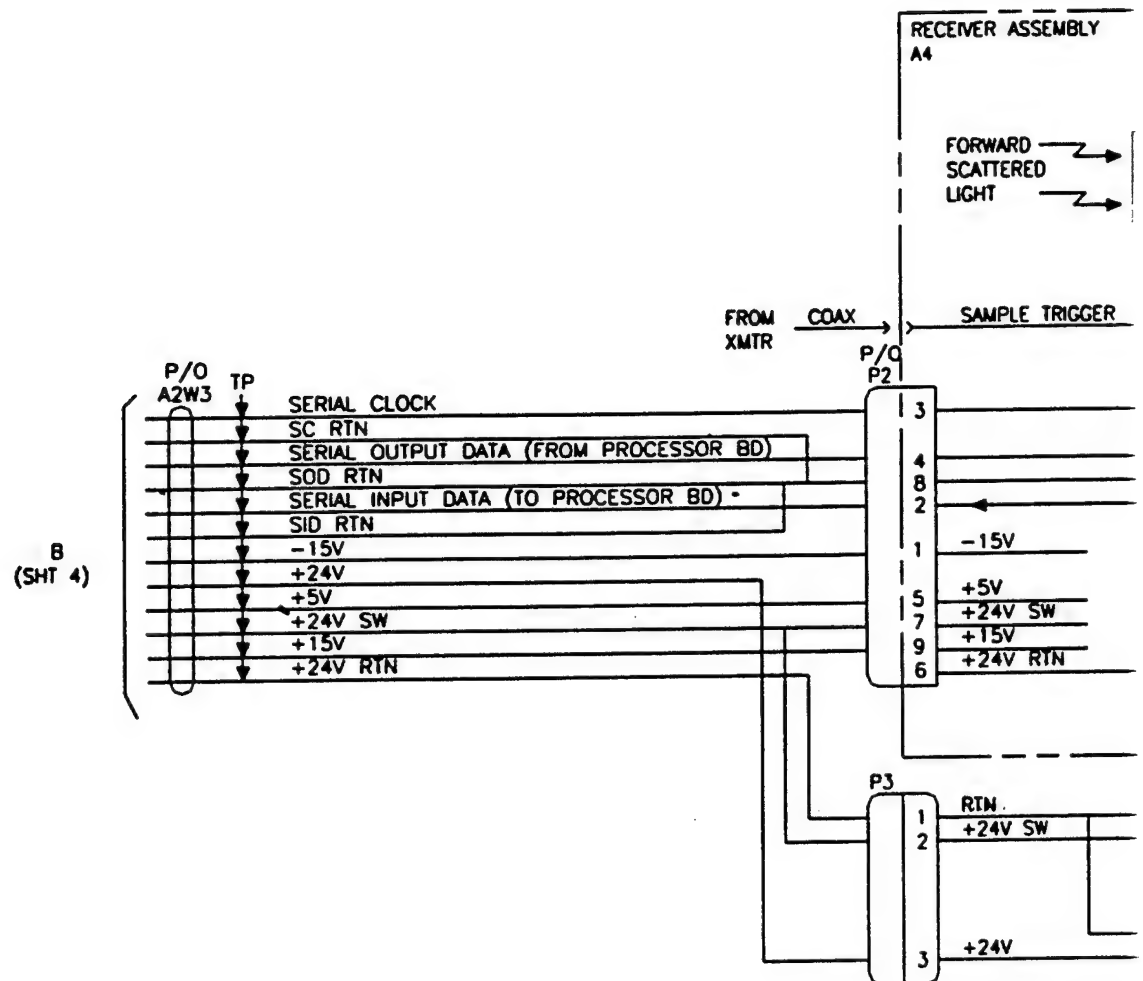 RECEIVER ASSEMBLY
A4
FORWARD
SCATTERED
LIGHT
FROM
XMTR
COAX
SAMPLE TRIGGER
P/O
P2
P/O
A2W3
TP
SERIAL CLOCK
3
SC RTN
SERIAL OUTPUT DATA (FROM PROCESSOR BD)
4
SOD RTN
8
SERIAL INPUT DATA (TO PROCESSOR BD)
2
SID RTN
B
(SHT 4)
-15V
1
-15V
+24V
+5V
5
+5V
+24V SW
7
+24V SW
+15V
9
+15V
+24V RTN
6
+24V RTN
P3
1
RTN
2
+24V SW
3
+24V